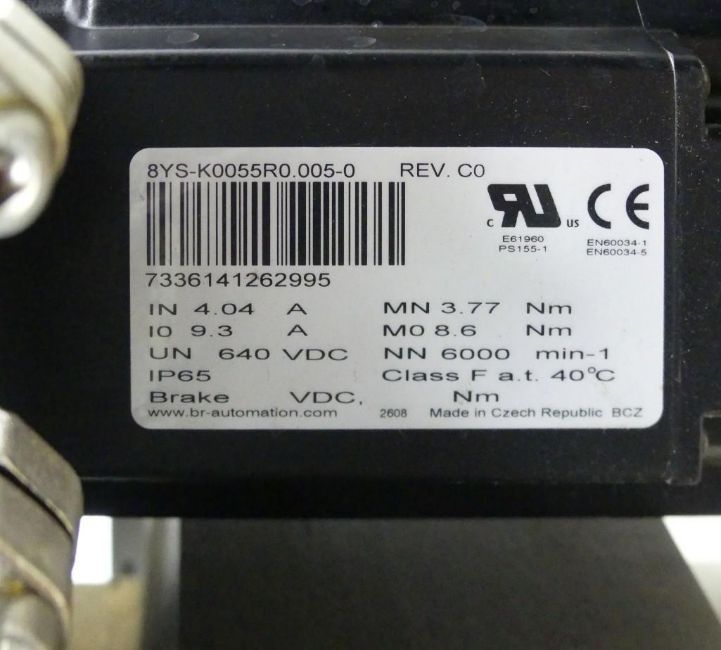 8YS-K0055R0.005-0 REV. C0
c RU us CE
E61960
PS155-1
EN60034-1
EN60034-5
7336141262995
IN 4.04 A MN 3.77 Nm
I0 9.3 A M0 8.6 Nm
UN 640 VDC NN 6000 min-1
IP65 Class F a.t. 40°C
Brake VDC, Nm
www.br-automation.com 2608 Made in Czech Republic BCZ